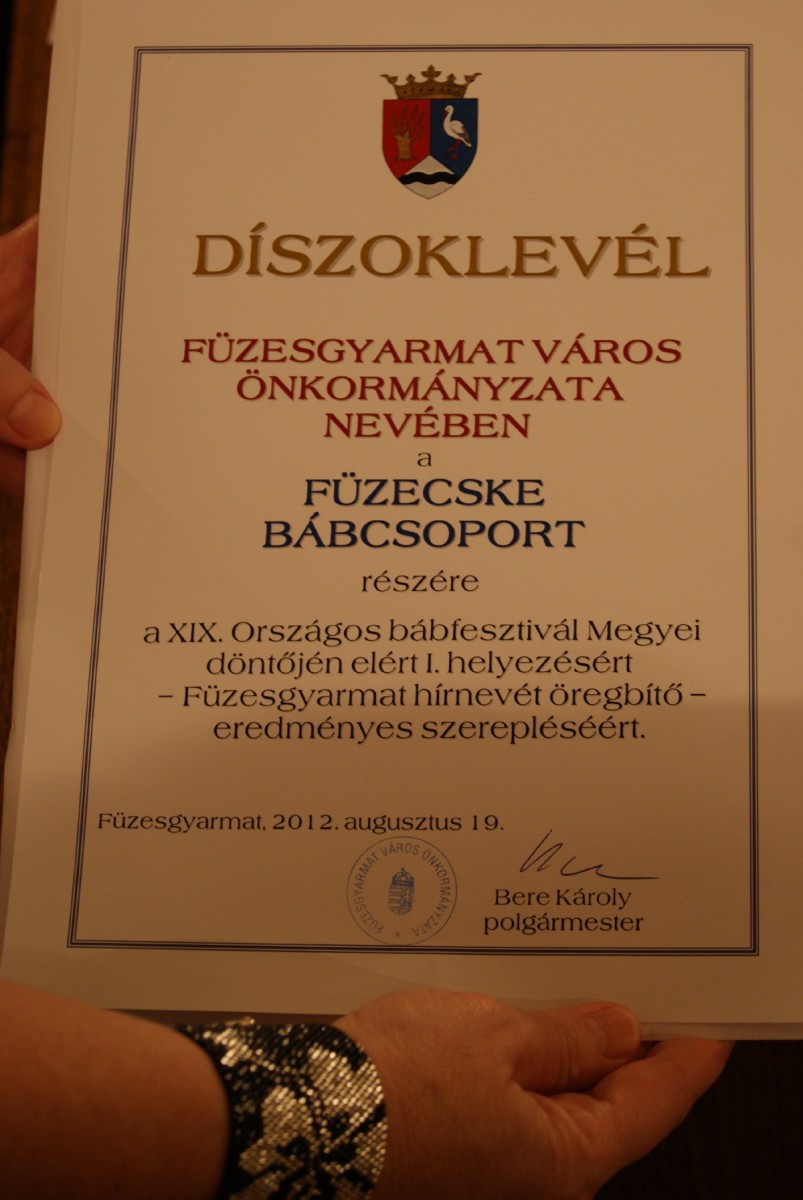 DÍSZOKLEVÉL
FÜZESGYARMAT VÁROS
ÖNKORMÁNYZATA
NEVÉBEN
a
FÜZECSKE
BÁBCSOPORT
részére
a XIX. Országos bábfesztivál Megyei
döntőjén elért I. helyezésért
– Füzesgyarmat hírnevét öregbítő –
eredményes szerepléséért.
Füzesgyarmat, 2012. augusztus 19.
FÜZESGYARMAT VÁROS ÖNKORMÁNYZATA
Bere Károly
polgármester